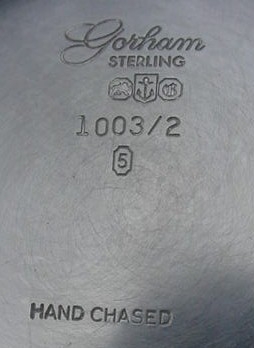 Gorham
STERLING
1003/2
5
HAND CHASED